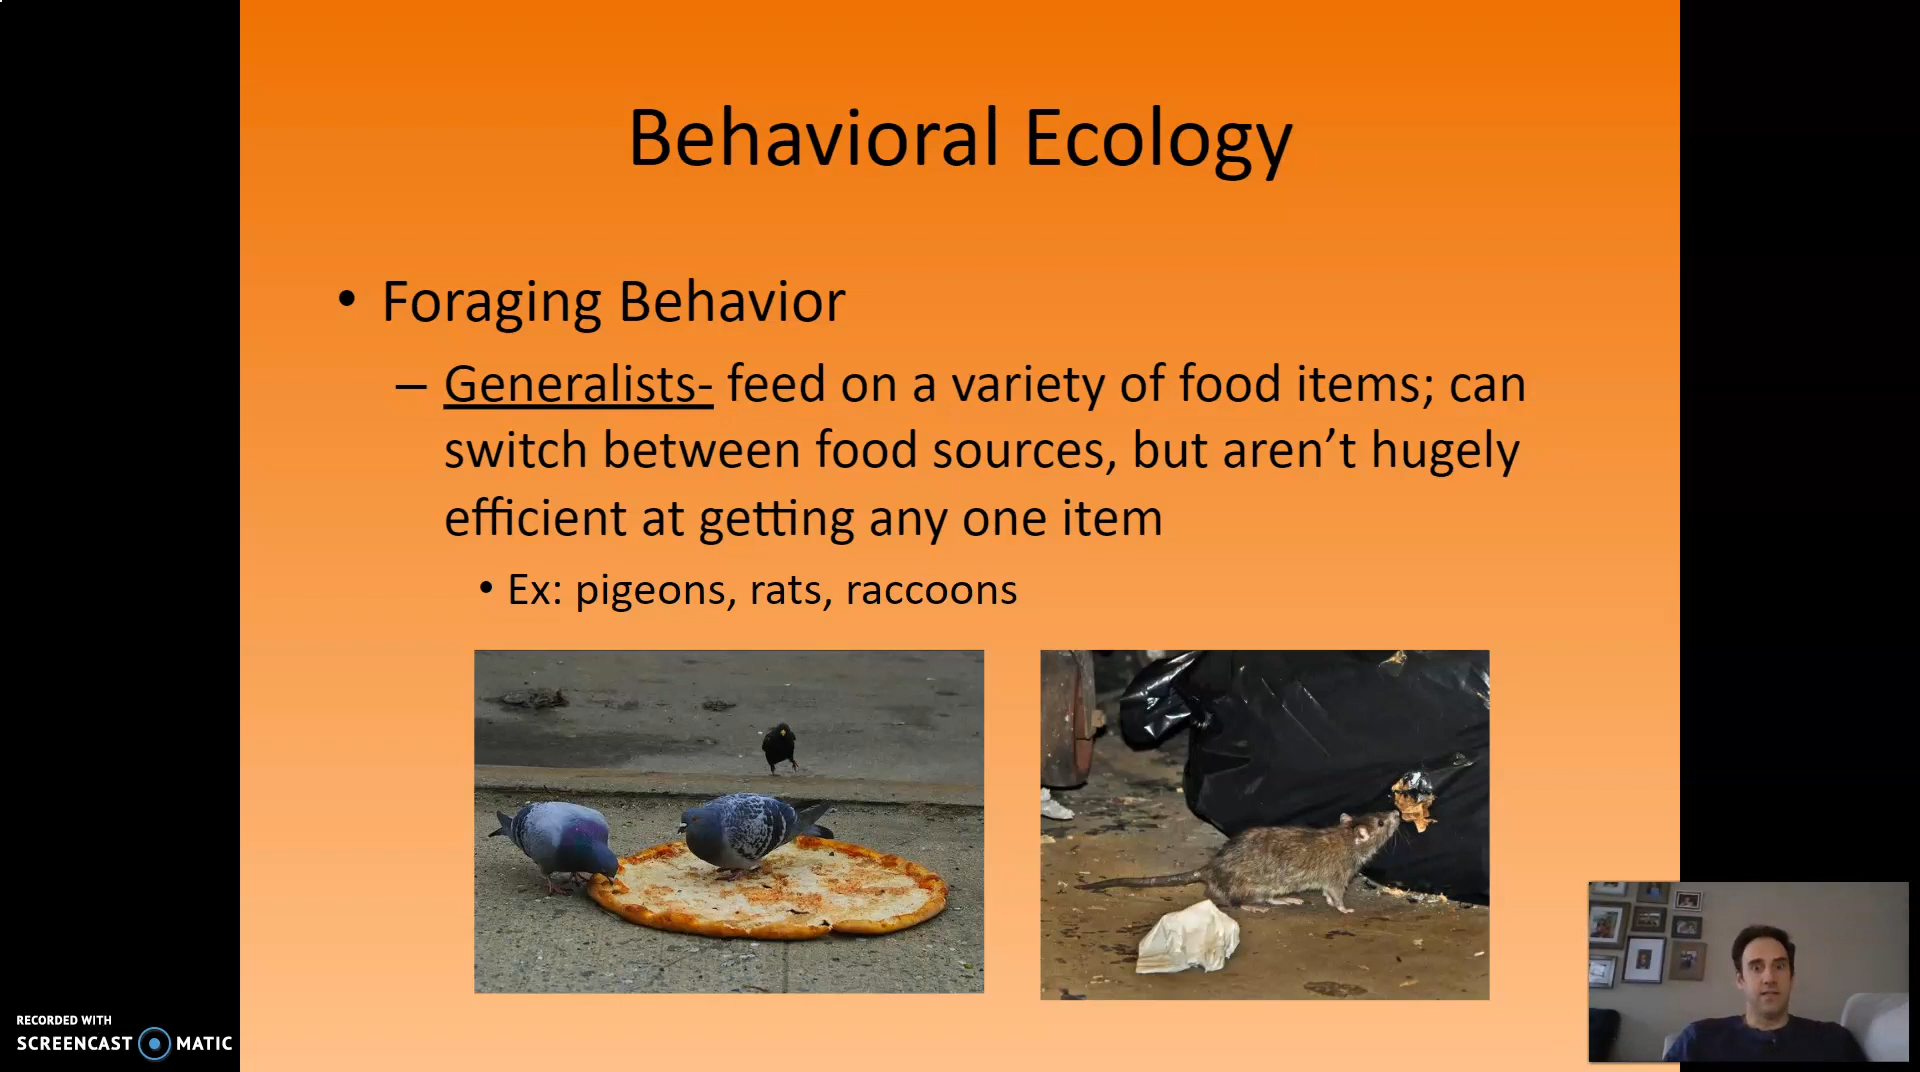 Behavioral Ecology
• Foraging Behavior
– Generalists- feed on a variety of food items; can
switch between food sources, but aren’t hugely
efficient at getting any one item
• Ex: pigeons, rats, raccoons
RECORDED WITH
SCREENCAST MATIC